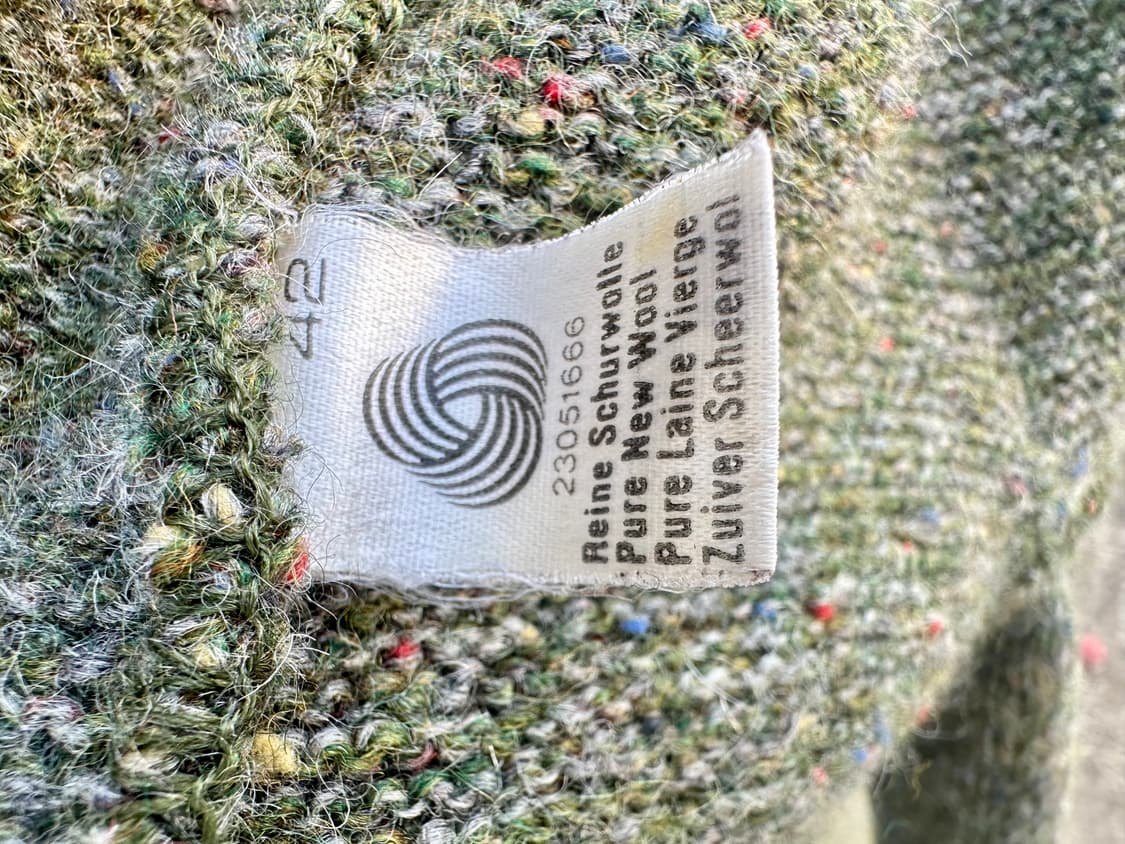 42
23051666
Reine Schurwolle
Pure New Wool
Pure Laine Vierge
Zuiver Scheerwol